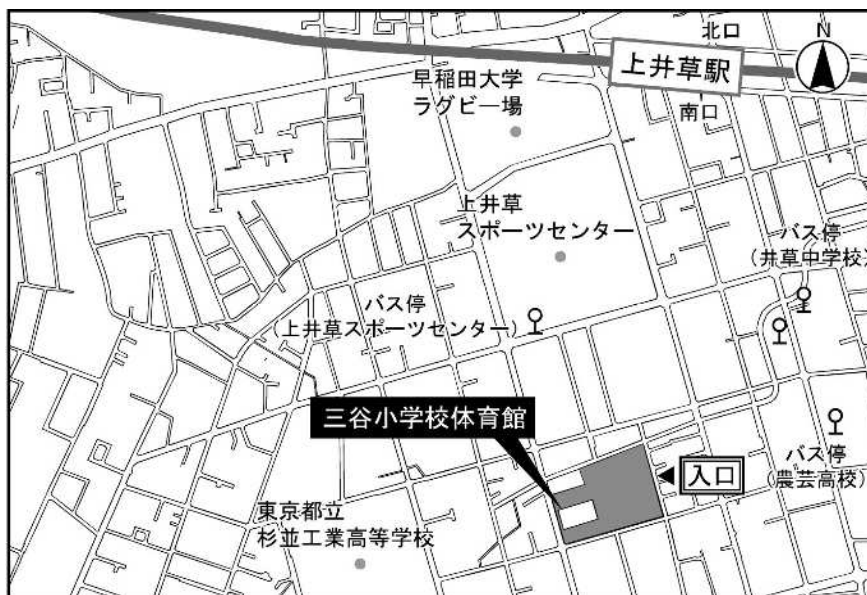 北口
N
上井草駅
早稲田大学
ラグビー場
南口
上井草
スポーツセンター
バス停
(井草中学校)
バス停
(上井草スポーツセンター)
三谷小学校体育館
入口
バス停
(農芸高校)
東京都立
杉並工業高等学校